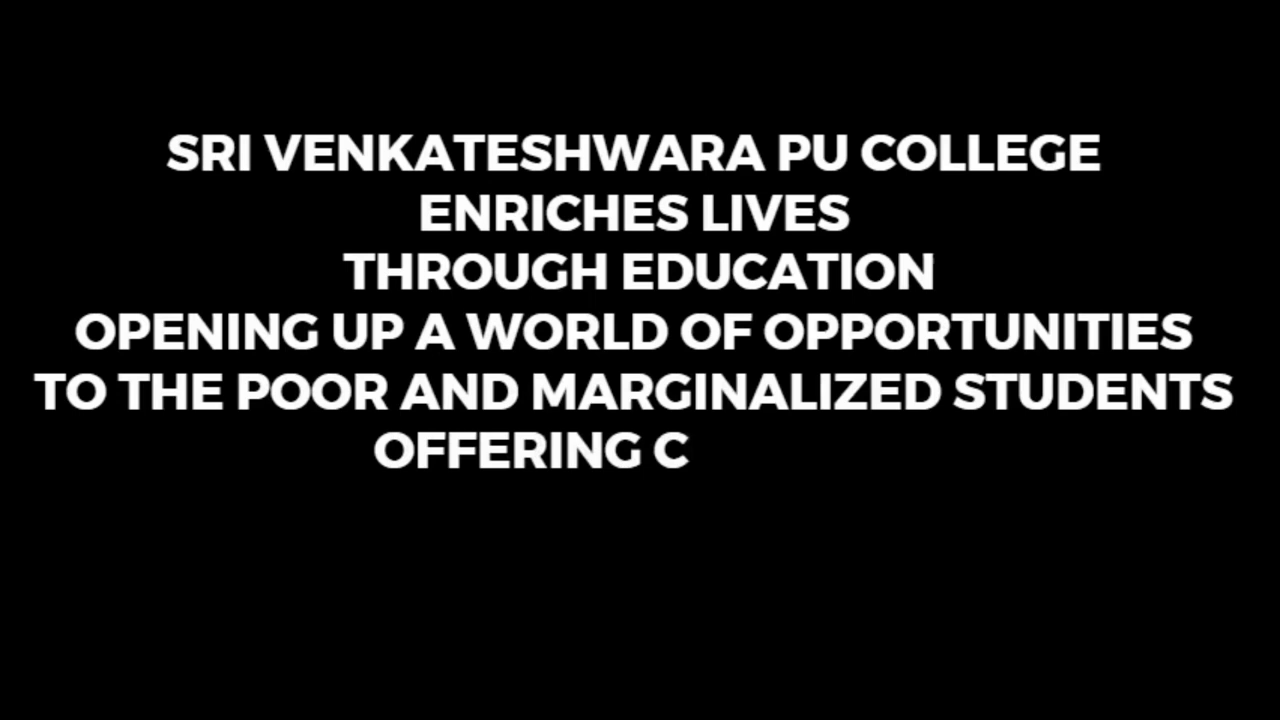 SRI VENKATESHWARA PU COLLEGE
ENRICHES LIVES
THROUGH EDUCATION
OPENING UP A WORLD OF OPPORTUNITIES
TO THE POOR AND MARGINALIZED STUDENTS
OFFERING C